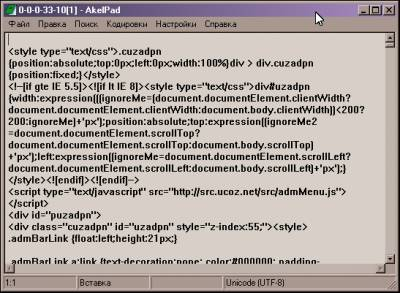 0-0-0-33-10[1] - AkelPad
Файл Правка Поиск Кодировки Настройки Справка
<style type="text/css">.cuzadpn
{position:absolute;top:0px;left:0px;width:100%}div > div.cuzadpn
{position:fixed;}</style>
<!--[if gte IE 5.5]><![if lt IE 8]><style type="text/css">div#uzadpn
{width:expression(((ignoreMe=(document.documentElement.clientWidth?
document.documentElement.clientWidth:document.body.clientWidth))<200?
200:ignoreMe)+'px');position:absolute;top:expression((ignoreMe2
=document.documentElement.scrollTop?
document.documentElement.scrollTop:document.body.scrollTop)
+'px');left:expression((ignoreMe=document.documentElement.scrollLeft?
document.documentElement.scrollLeft:document.body.scrollLeft)+'px');}
</style><![endif]><![endif]-->
<script type="text/javascript" src="http://src.ucoz.net/src/admMenu.js">
</script>
<div id="puzadpn">
<div class="cuzadpn" id="uzadpn" style="z-index:55;"><style>
.admBarLink {float:left;height:21px;}
.admBarLink a:link {text-decoration:none; color:#000000; padding-
1:1 Вставка Unicode (UTF-8)